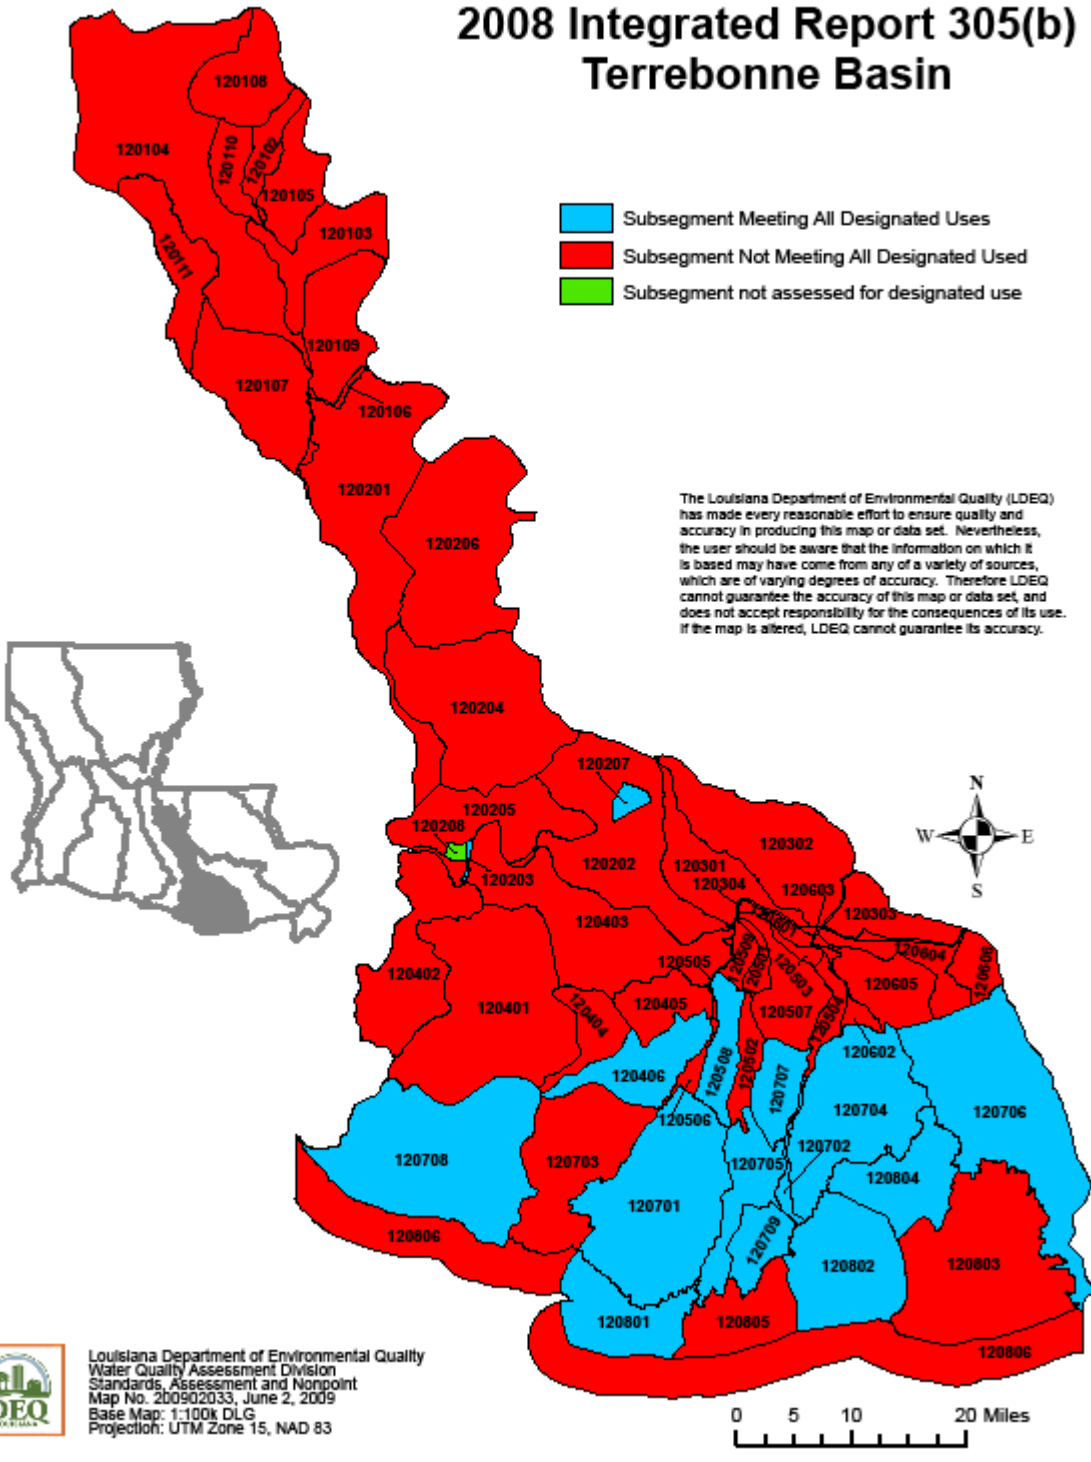 2008 Integrated Report 305(b)
Terrebonne Basin
Subsegment Meeting All Designated Uses
Subsegment Not Meeting All Designated Used
Subsegment not assessed for designated use
120108
120104
120110
120102
120105
120103
120111
120109
120107
120106
120201
120206
The Louisiana Department of Environmental Quality (LDEQ)
has made every reasonable effort to ensure quality and
accuracy in producing this map or data set. Nevertheless,
the user should be aware that the information on which it
is based may have come from any of a variety of sources,
which are of varying degrees of accuracy. Therefore LDEQ
cannot guarantee the accuracy of this map or data set, and
does not accept responsibility for the consequences of its use.
If the map is altered, LDEQ cannot guarantee its accuracy.
120204
120207
120205
120208
120203
120202
120301
120302
120304
120603
120303
N
W
E
S
120403
120601
120604
120606
120605
120505
120509
120501
120503
120402
120401
120404
120405
120507
120504
120602
120406
120508
120502
120707
120704
120706
120506
120702
120705
120708
120703
120701
120804
120709
120806
120802
120803
120801
120805
120806
DEQ
LOUISIANA
Louisiana Department of Environmental Quality
Water Quality Assessment Division
Standards, Assessment and Nonpoint
Map No. 200902033, June 2, 2009
Base Map: 1:100k DLG
Projection: UTM Zone 15, NAD 83
0 5 10 20 Miles